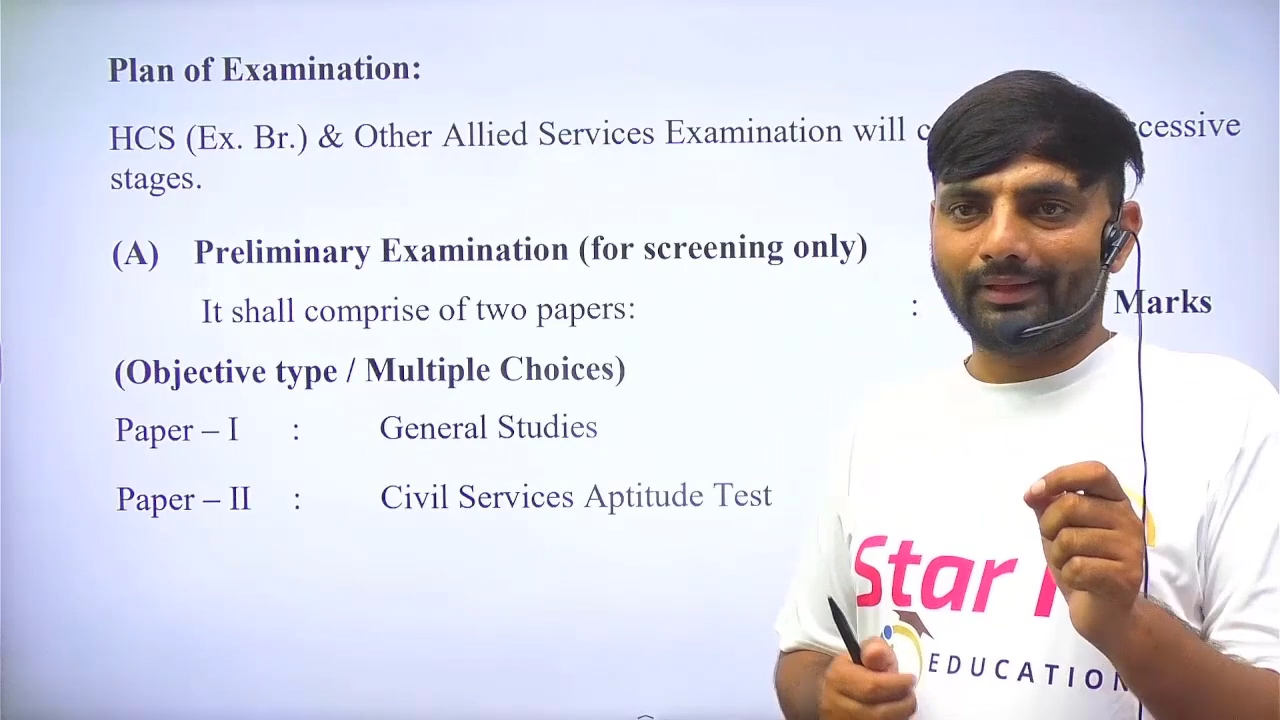 Plan of Examination:
HCS (Ex. Br.) & Other Allied Services Examination will
stages.
(A) Preliminary Examination (for screening only)
It shall comprise of two papers: : Marks
(Objective type / Multiple Choices)
Paper – I : General Studies
Paper – II : Civil Services Aptitude Test
Star
EDUCATION